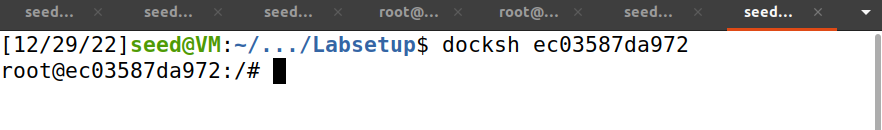 seed... seed... seed... root@... root@... seed... seed...
[12/29/22]seed@VM:~/.../Labsetup$ docksh ec03587da972
root@ec03587da972:/#